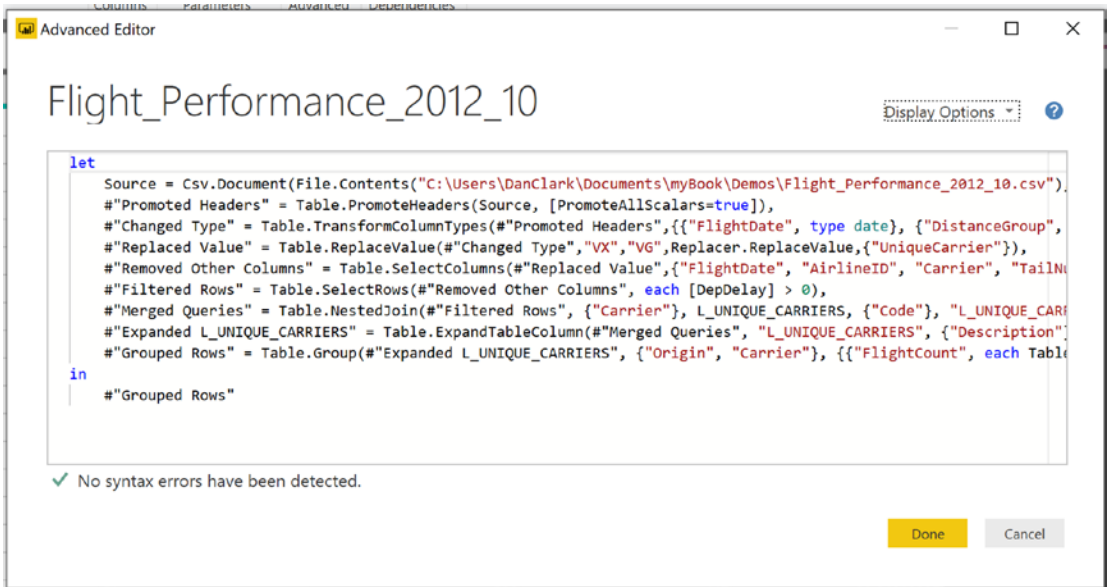 Columns Parameters Advanced Dependencies
Advanced Editor
Flight_Performance_2012_10
Display Options
?
let
Source = Csv.Document(File.Contents("C:\Users\DanClark\Documents\myBook\Demos\Flight_Performance_2012_10.csv")
#"Promoted Headers" = Table.PromoteHeaders(Source, [PromoteAllScalars=true]),
#"Changed Type" = Table.TransformColumnTypes(#"Promoted Headers",{{"FlightDate", type date}, {"DistanceGroup",
#"Replaced Value" = Table.ReplaceValue(#"Changed Type","VX","VG",Replacer.ReplaceValue,{"UniqueCarrier"}),
#"Removed Other Columns" = Table.SelectColumns(#"Replaced Value",{"FlightDate", "AirlineID", "Carrier", "TailNu
#"Filtered Rows" = Table.SelectRows(#"Removed Other Columns", each [DepDelay] > 0),
#"Merged Queries" = Table.NestedJoin(#"Filtered Rows", {"Carrier"}, L_UNIQUE_CARRIERS, {"Code"}, "L_UNIQUE_CARR
#"Expanded L_UNIQUE_CARRIERS" = Table.ExpandTableColumn(#"Merged Queries", "L_UNIQUE_CARRIERS", {"Description"}
#"Grouped Rows" = Table.Group(#"Expanded L_UNIQUE_CARRIERS", {"Origin", "Carrier"}, {{"FlightCount", each Table
in
#"Grouped Rows"
No syntax errors have been detected.
Done Cancel